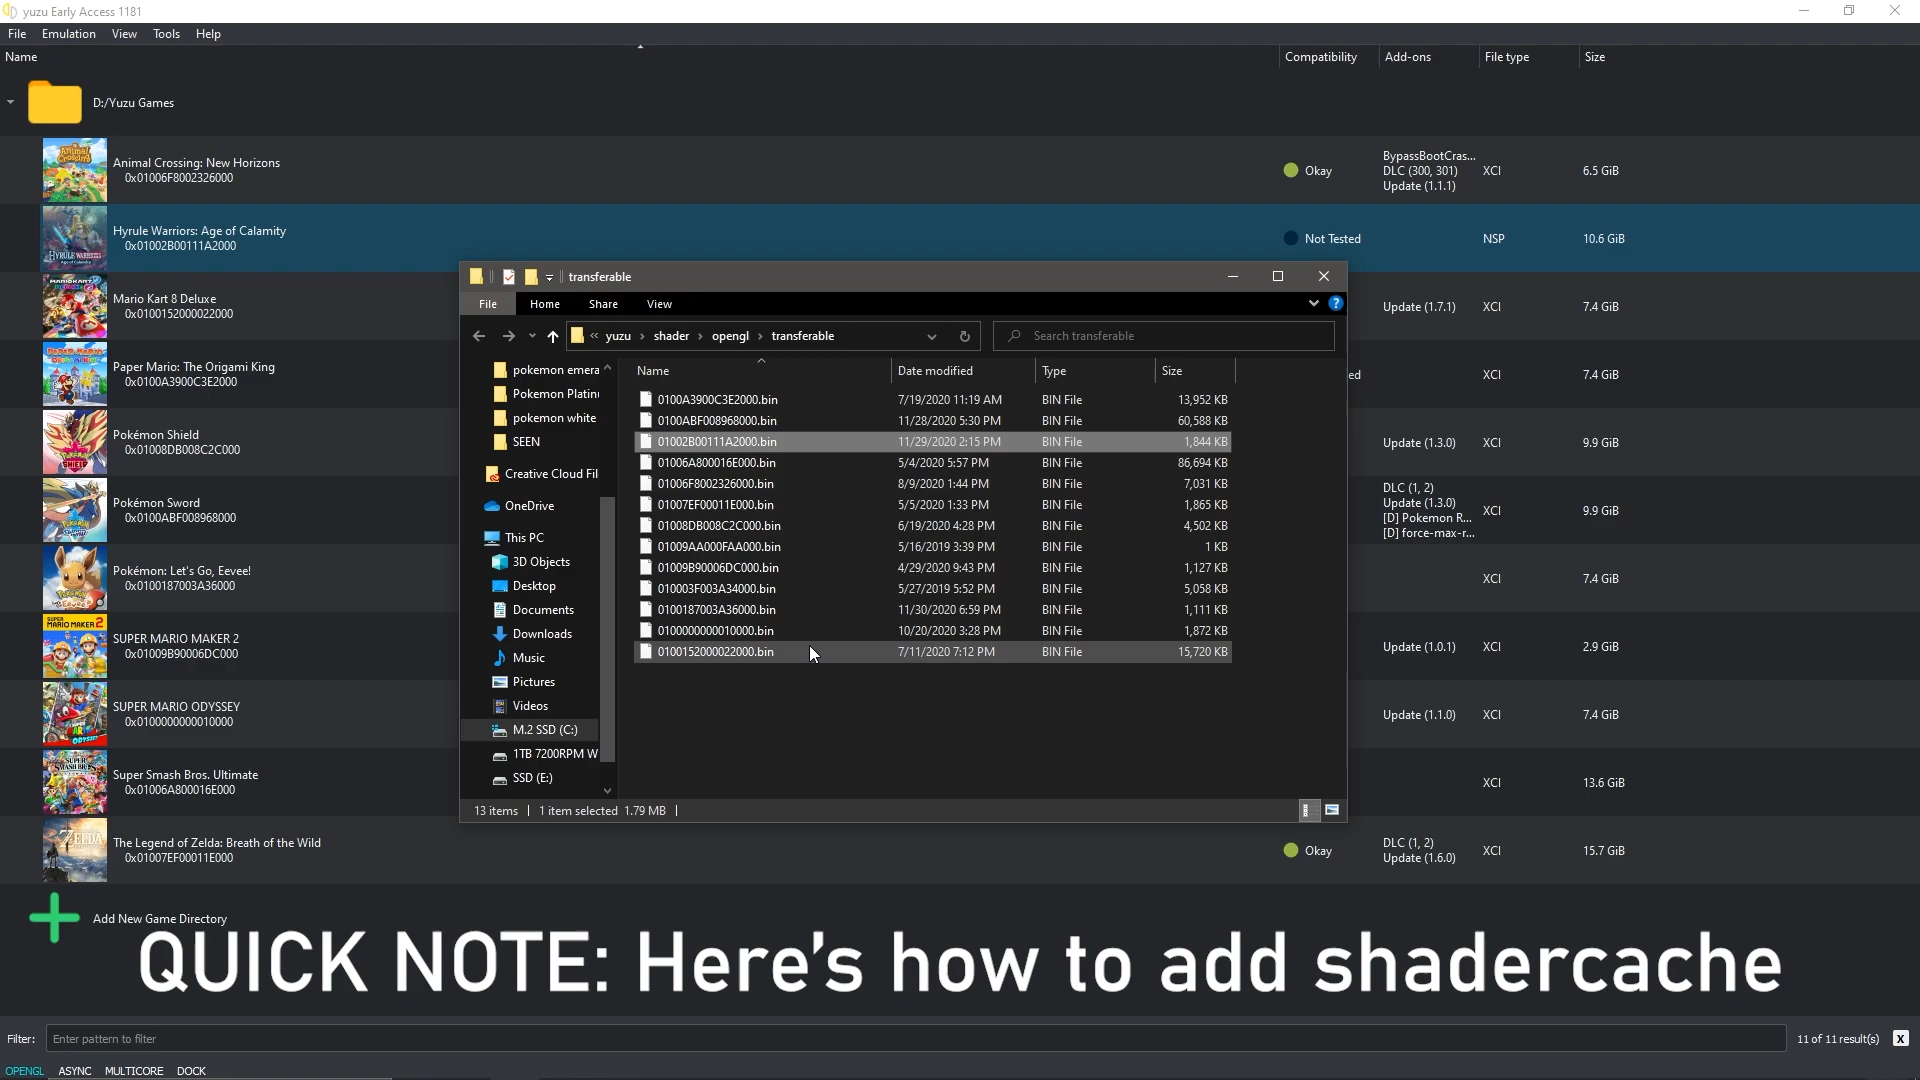 yuzu Early Access 1181
File Emulation View Tools Help
Name Compatibility Add-ons File type Size
D:/Yuzu Games
Animal Crossing: New Horizons
0x01006F8002326000
Okay
BypassBootCras...
DLC (300, 301)
Update (1.1.1)
XCI
6.5 GiB
Hyrule Warriors: Age of Calamity
0x01002B00111A2000
Not Tested
NSP
10.6 GiB
Mario Kart 8 Deluxe
0x0100152000022000
Update (1.7.1)
XCI
7.4 GiB
Paper Mario: The Origami King
0x0100A3900C3E2000
ed
XCI
7.4 GiB
Pokémon Shield
0x01008DB008C2C000
Update (1.3.0)
XCI
9.9 GiB
Pokémon Sword
0x0100ABF008968000
DLC (1, 2)
Update (1.3.0)
[D] Pokemon R...
[D] force-max-r...
XCI
9.9 GiB
Pokémon: Let's Go, Eevee!
0x0100187003A36000
XCI
7.4 GiB
SUPER MARIO MAKER 2
0x01009B90006DC000
Update (1.0.1)
XCI
2.9 GiB
SUPER MARIO ODYSSEY
0x0100000000010000
Update (1.1.0)
XCI
7.4 GiB
Super Smash Bros. Ultimate
0x01006A800016E000
XCI
13.6 GiB
The Legend of Zelda: Breath of the Wild
0x01007EF00011E000
Okay
DLC (1, 2)
Update (1.6.0)
XCI
15.7 GiB
Add New Game Directory
transferable
File Home Share View
« yuzu › shader › opengl › transferable
Search transferable
pokemon emera
Pokemon Platin
pokemon white
SEEN
Creative Cloud Fil
OneDrive
This PC
3D Objects
Desktop
Documents
Downloads
Music
Pictures
Videos
M.2 SSD (C:)
1TB 7200RPM W
SSD (E:)
Name Date modified Type Size
0100A3900C3E2000.bin 7/19/2020 11:19 AM BIN File 13,952 KB
0100ABF008968000.bin 11/28/2020 5:30 PM BIN File 60,588 KB
01002B00111A2000.bin 11/29/2020 2:15 PM BIN File 1,844 KB
01006A800016E000.bin 5/4/2020 5:57 PM BIN File 86,694 KB
01006F8002326000.bin 8/9/2020 1:44 PM BIN File 7,031 KB
01007EF00011E000.bin 5/5/2020 1:33 PM BIN File 1,865 KB
01008DB008C2C000.bin 6/19/2020 4:28 PM BIN File 4,502 KB
01009AA000FAA000.bin 5/16/2019 3:39 PM BIN File 1 KB
01009B90006DC000.bin 4/29/2020 9:43 PM BIN File 1,127 KB
010003F003A34000.bin 5/27/2019 5:52 PM BIN File 5,058 KB
0100187003A36000.bin 11/30/2020 6:59 PM BIN File 1,111 KB
0100000000010000.bin 10/20/2020 3:28 PM BIN File 1,872 KB
0100152000022000.bin 7/11/2020 7:12 PM BIN File 15,720 KB
13 items 1 item selected 1.79 MB
QUICK NOTE: Here's how to add shadercache
Filter: Enter pattern to filter 11 of 11 result(s) X
OPENGL ASYNC MULTICORE DOCK